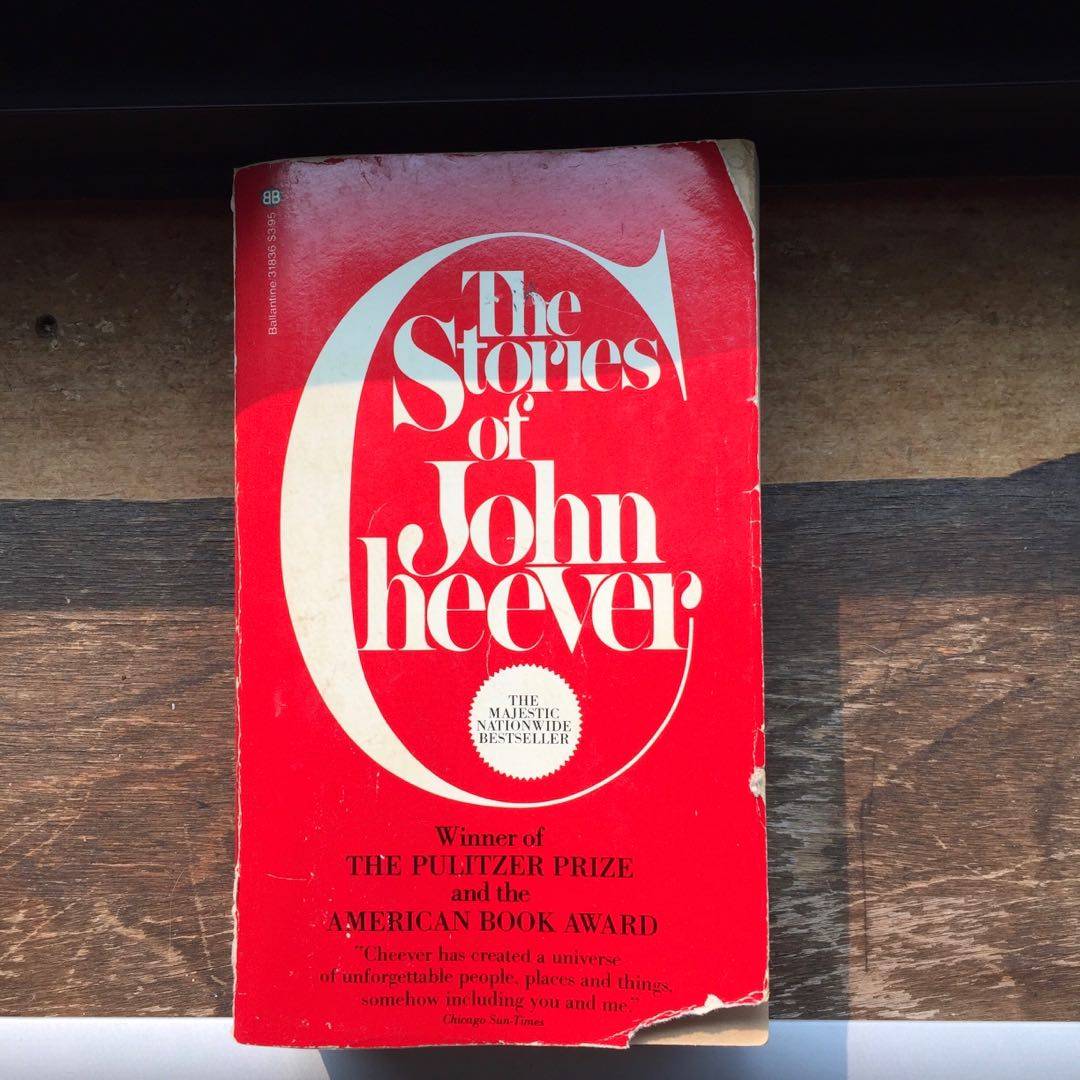 BB
Ballantine 31836 $3.95
The
Stories
of
John
Cheever
THE
MAJESTIC
NATIONWIDE
BESTSELLER
Winner of
THE PULITZER PRIZE
and the
AMERICAN BOOK AWARD
"Cheever has created a universe
of unforgettable people, places and things,
somehow including you and me."
Chicago Sun-Times